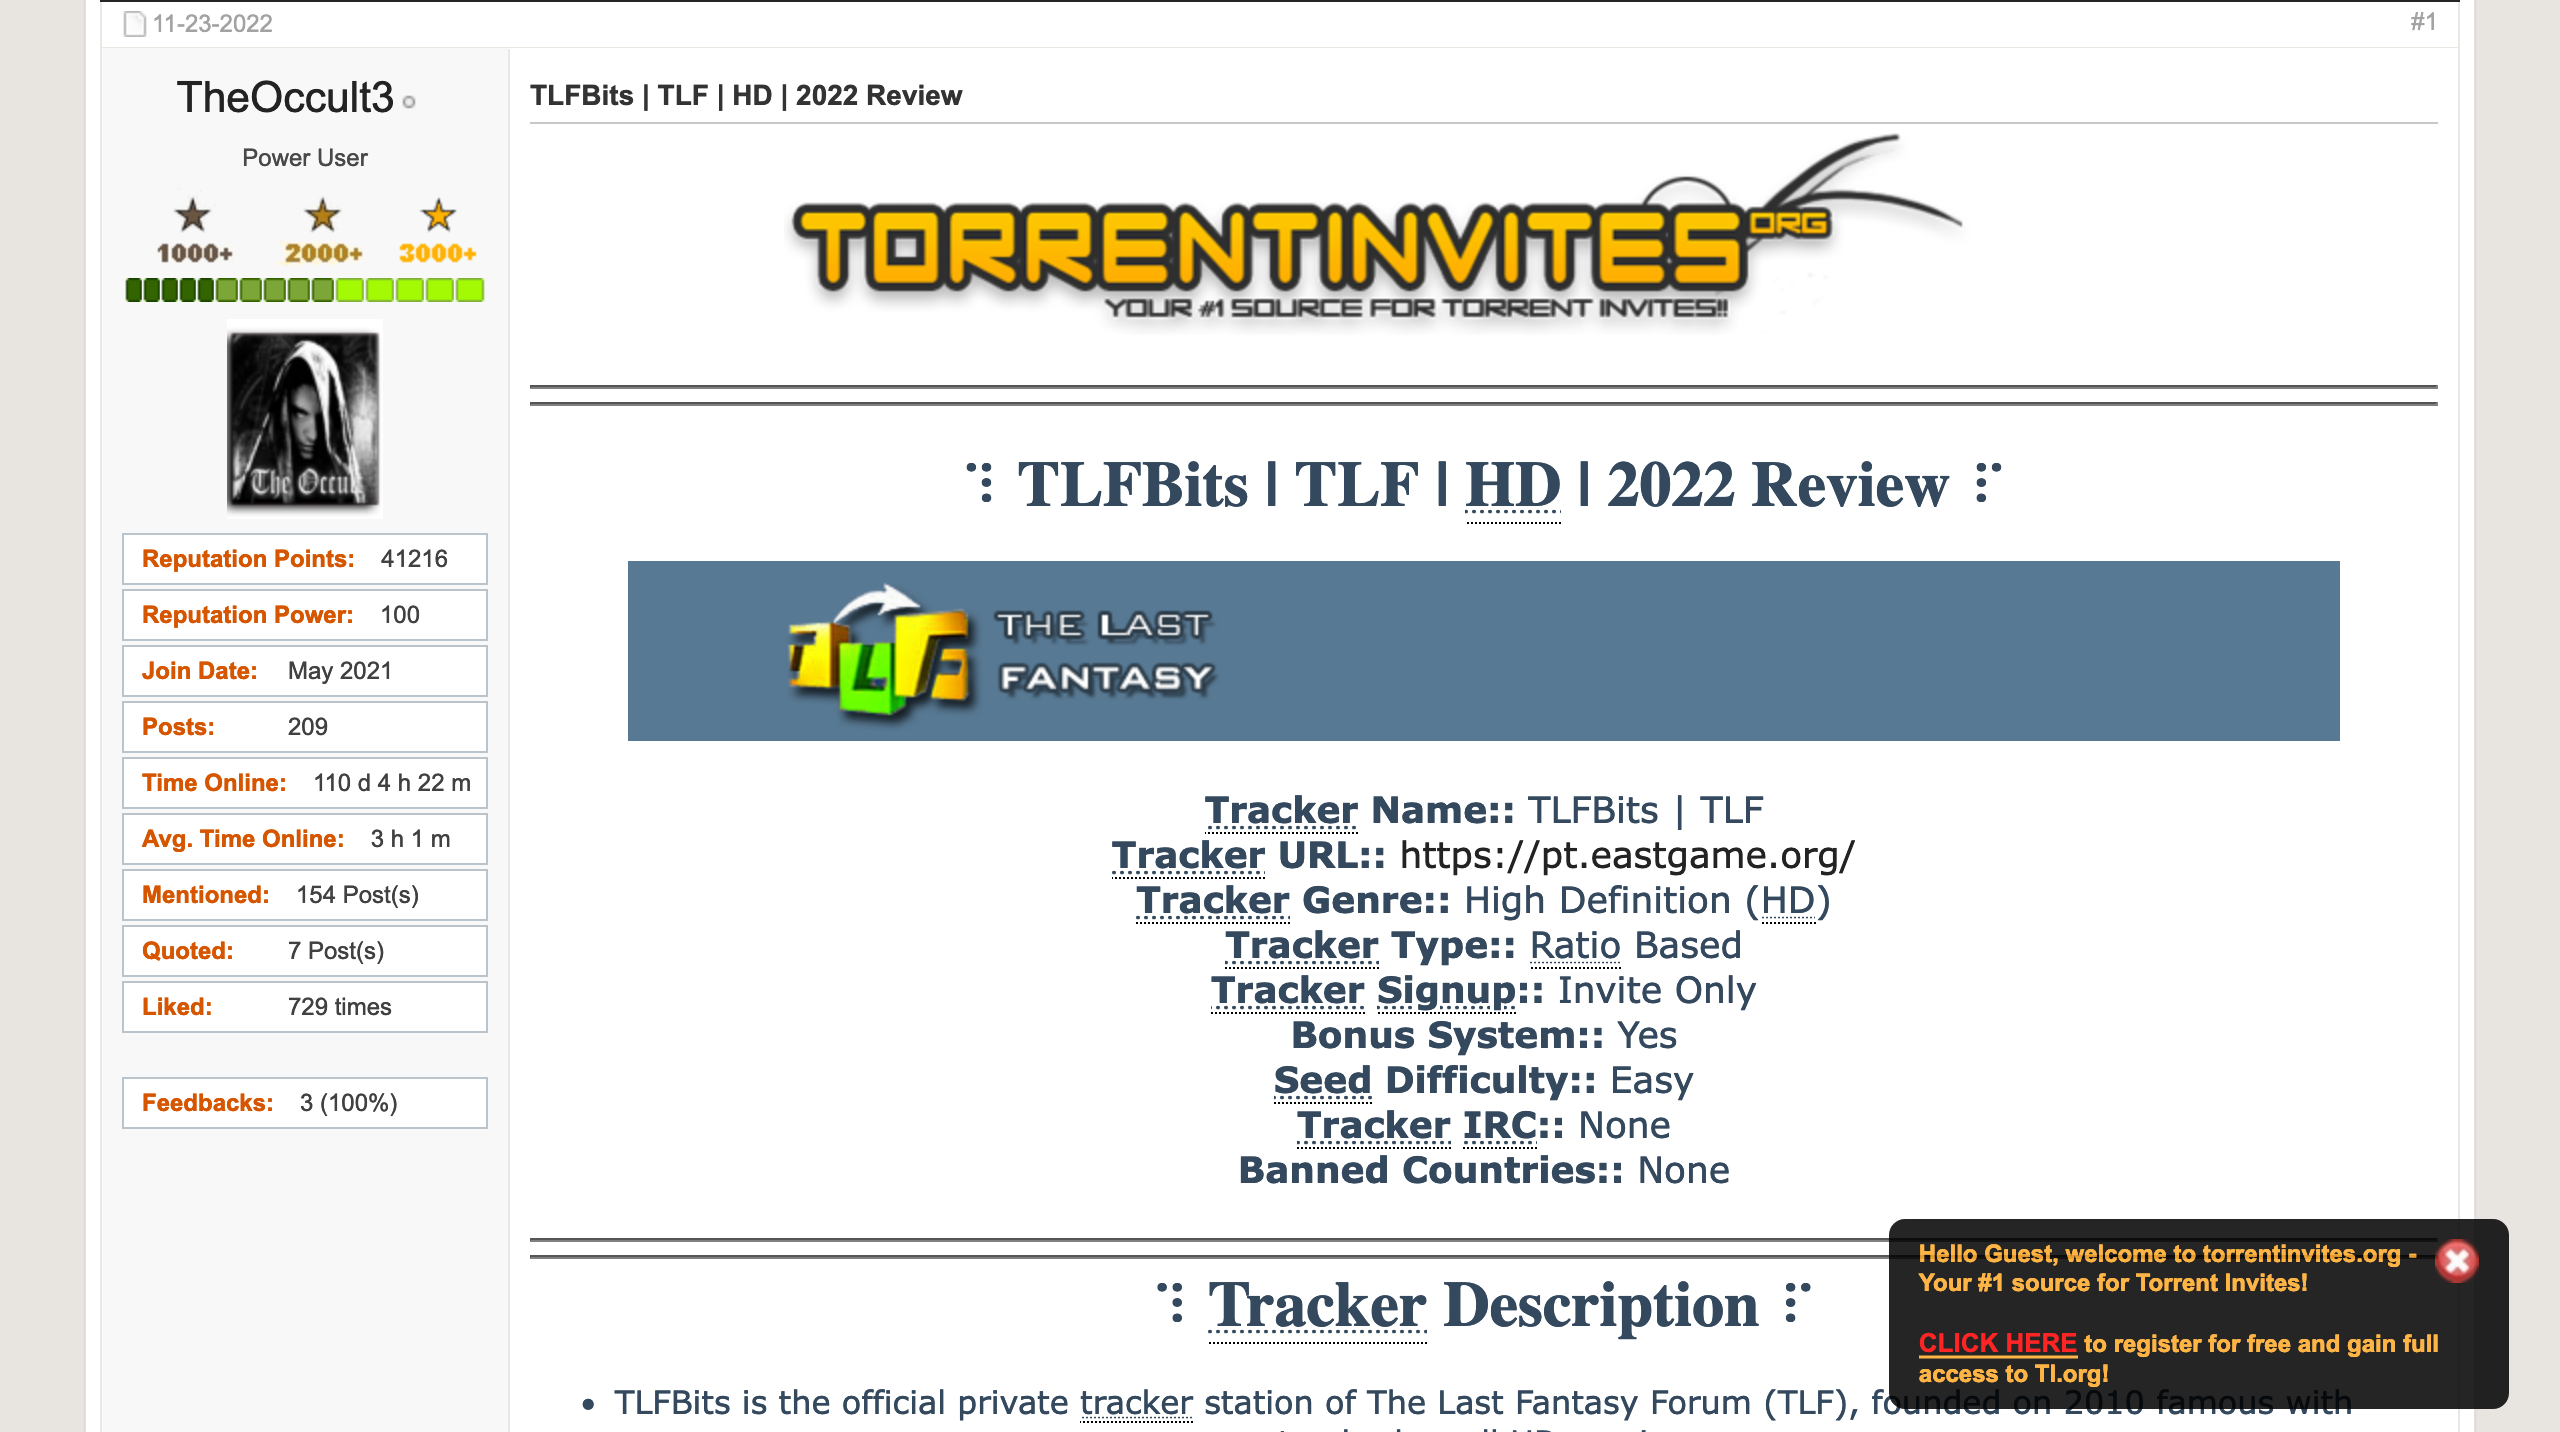 11-23-2022
#1
TheOccult3
Power User
1000+ 2000+ 3000+
The Occul
Reputation Points: 41216
Reputation Power: 100
Join Date: May 2021
Posts: 209
Time Online: 110 d 4 h 22 m
Avg. Time Online: 3 h 1 m
Mentioned: 154 Post(s)
Quoted: 7 Post(s)
Liked: 729 times
Feedbacks: 3 (100%)
TLFBits | TLF | HD | 2022 Review
TORRENTINVITES ORG
YOUR #1 SOURCE FOR TORRENT INVITES!!
⠙⡇ TLFBits | TLF | HD | 2022 Review ⡏⠁
TLF THE LAST
FANTASY
Tracker Name:: TLFBits | TLF
Tracker URL:: https://pt.eastgame.org/
Tracker Genre:: High Definition (HD)
Tracker Type:: Ratio Based
Tracker Signup:: Invite Only
Bonus System:: Yes
Seed Difficulty:: Easy
Tracker IRC:: None
Banned Countries:: None
Tracker Description
• TLFBits is the official private tracker station of The Last Fantasy Forum (TLF), founded on 2010 famous with
Hello Guest, welcome to torrentinvites.org -
Your #1 source for Torrent Invites!
CLICK HERE to register for free and gain full
access to TI.org!